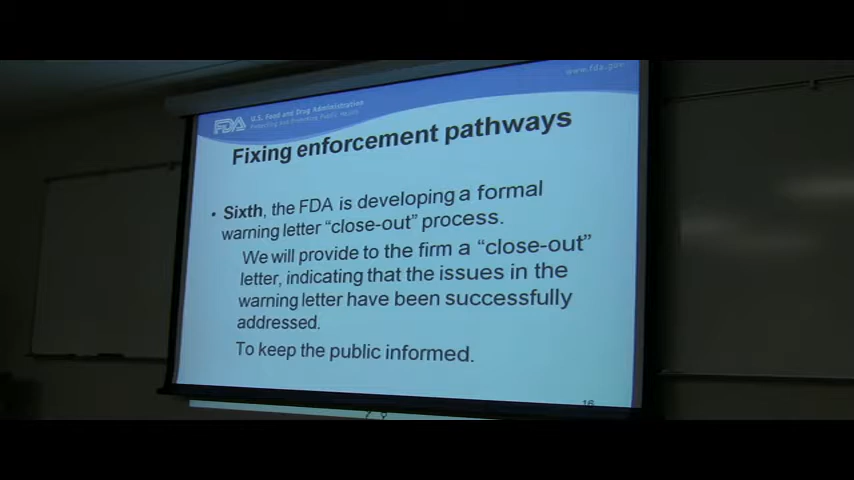 www.fda.gov
FDA U.S. Food and Drug Administration
Protecting and Promoting Public Health
Fixing enforcement pathways
• Sixth, the FDA is developing a formal
warning letter “close-out” process.
We will provide to the firm a “close-out”
letter, indicating that the issues in the
warning letter have been successfully
addressed.
To keep the public informed.
16